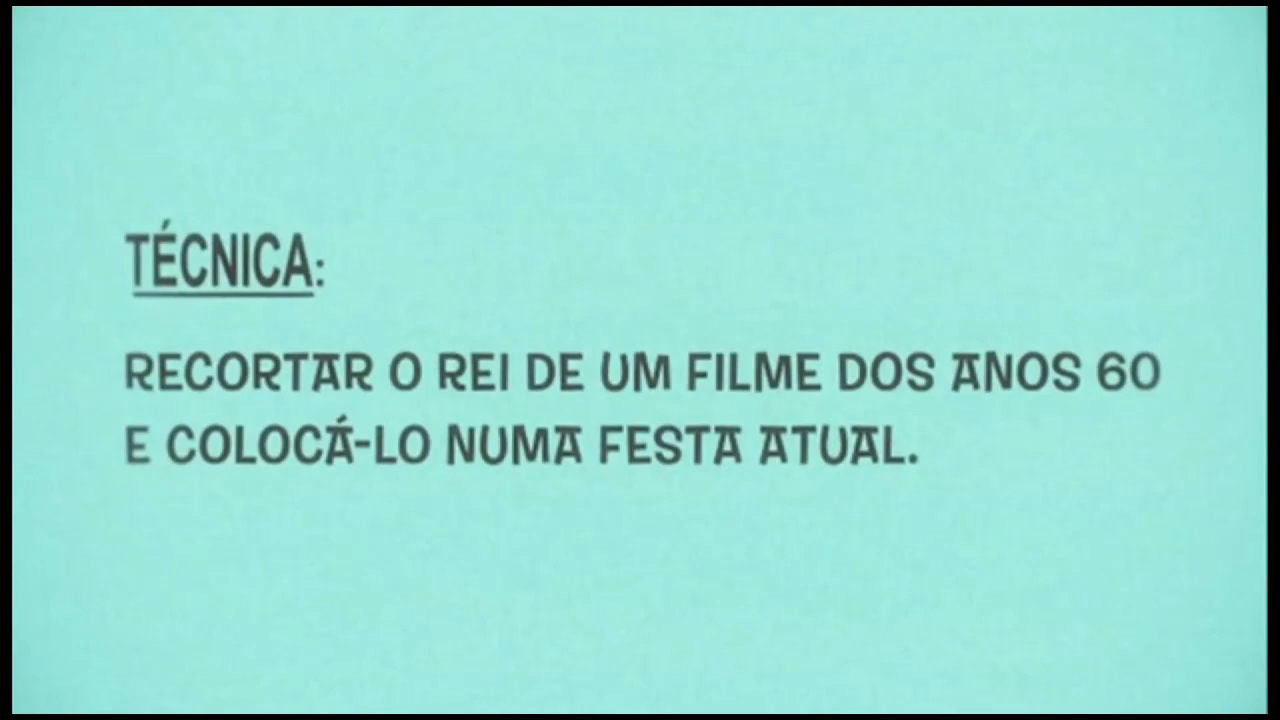 TÉCNICA:
RECORTAR O REI DE UM FILME DOS ANOS 60
E COLOCÁ-LO NUMA FESTA ATUAL.